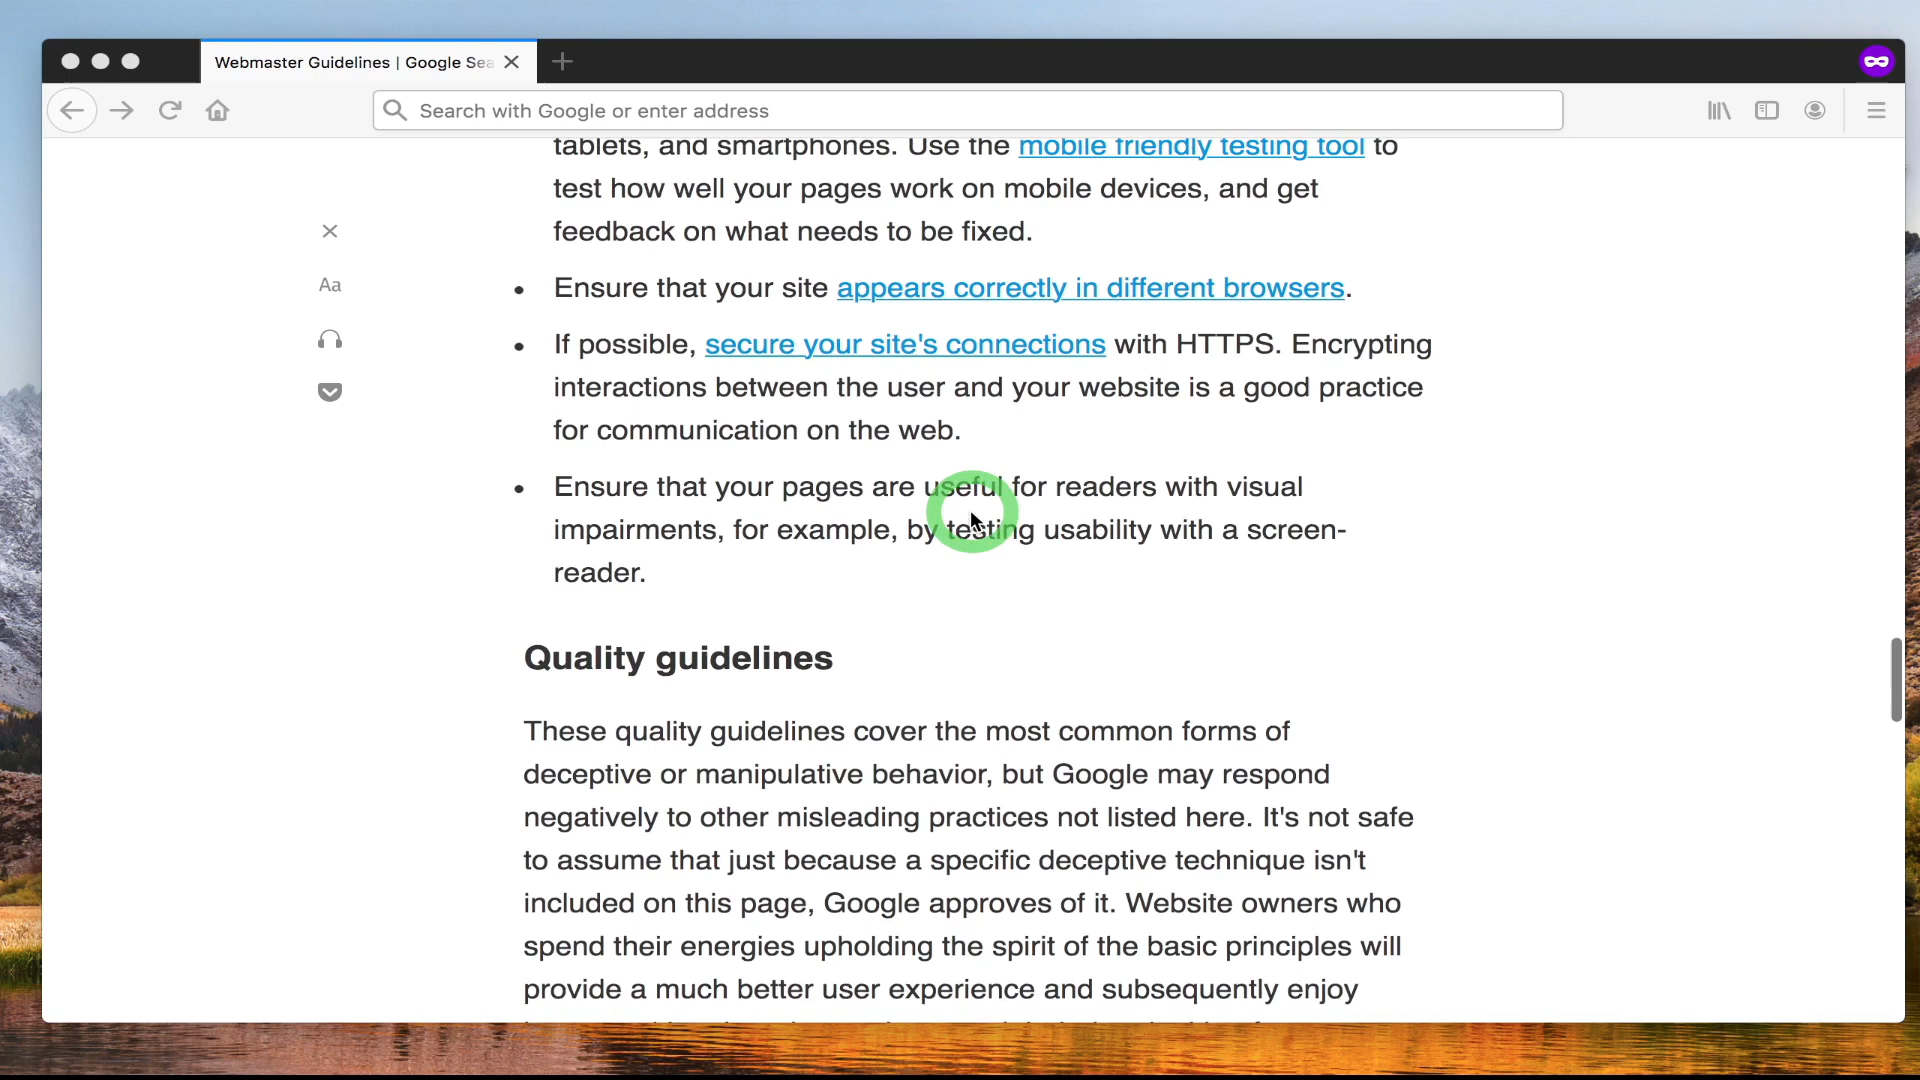 Webmaster Guidelines | Google Sea
Search with Google or enter address
tablets, and smartphones. Use the mobile friendly testing tool to
test how well your pages work on mobile devices, and get
feedback on what needs to be fixed.
Aa
• Ensure that your site appears correctly in different browsers.
• If possible, secure your site's connections with HTTPS. Encrypting
interactions between the user and your website is a good practice
for communication on the web.
• Ensure that your pages are useful for readers with visual
impairments, for example, by testing usability with a screen-
reader.
Quality guidelines
These quality guidelines cover the most common forms of
deceptive or manipulative behavior, but Google may respond
negatively to other misleading practices not listed here. It's not safe
to assume that just because a specific deceptive technique isn't
included on this page, Google approves of it. Website owners who
spend their energies upholding the spirit of the basic principles will
provide a much better user experience and subsequently enjoy